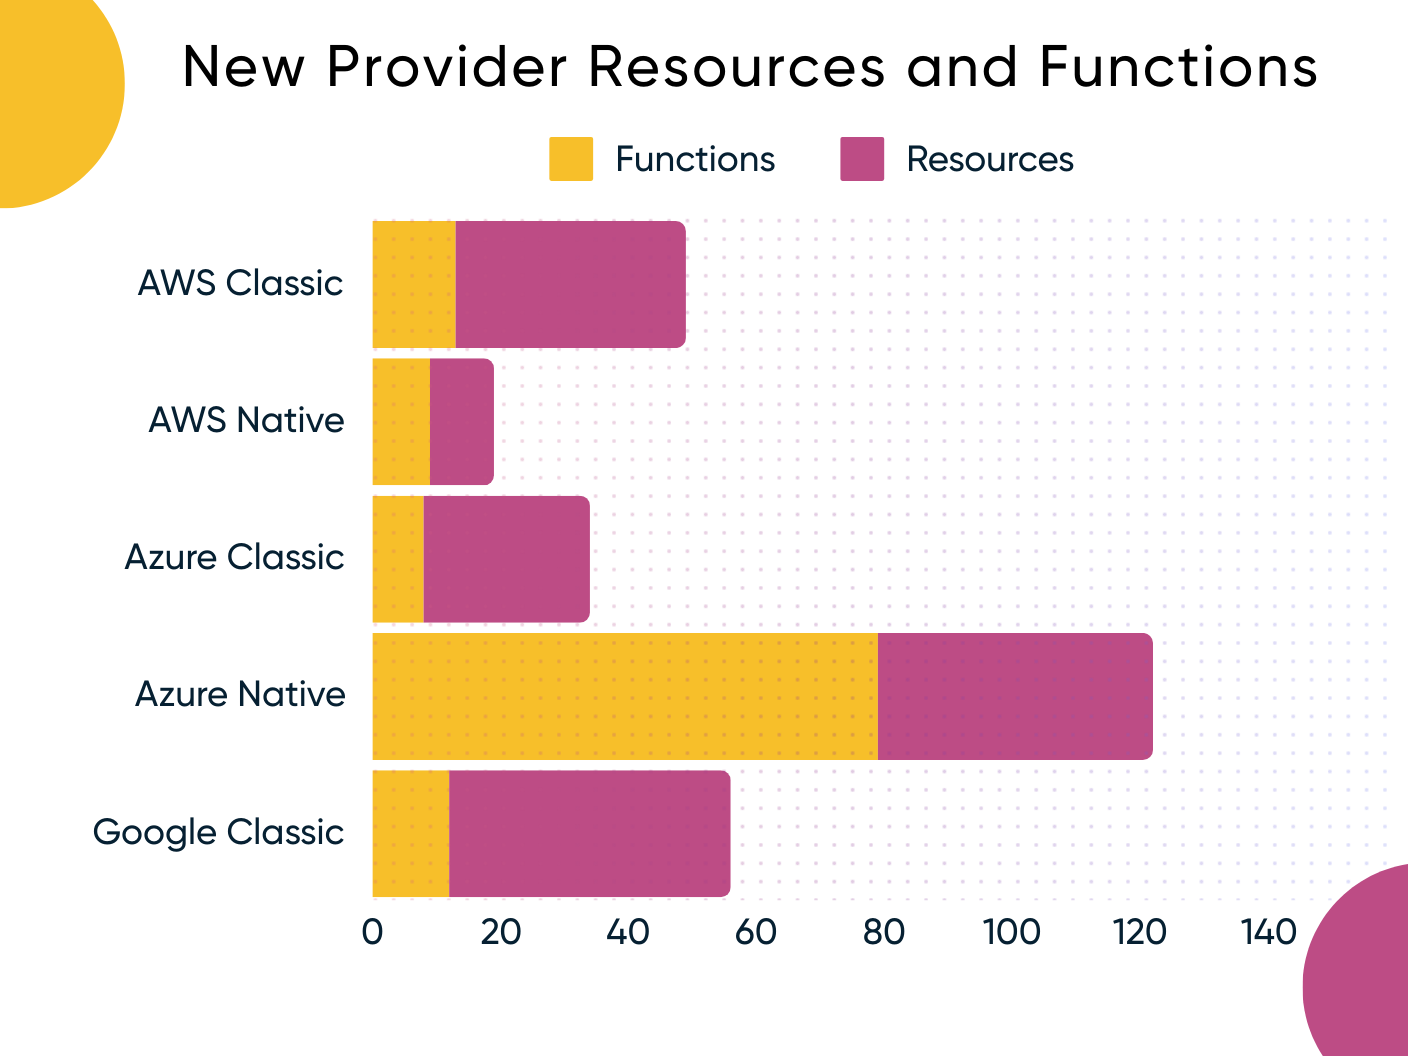 New Provider Resources and Functions
Functions Resources
AWS Classic
AWS Native
Azure Classic
Azure Native
Google Classic
0 20 40 60 80 100 120 140